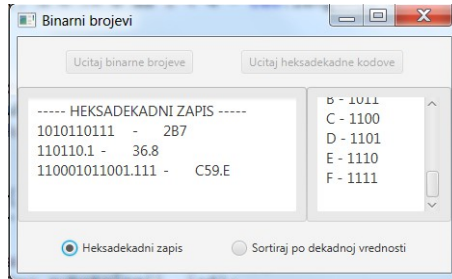 Binarni brojevi
Ucitaj binarne brojeve
Ucitaj heksadekadne kodove
----- HEKSADEKADNI ZAPIS -----
1010110111 - 2B7
110110.1 - 36.8
110001011001.111 - C59.E
B - 1011
C - 1100
D - 1101
E - 1110
F - 1111
Heksadekadni zapis
Sortiraj po dekadnoj vrednosti